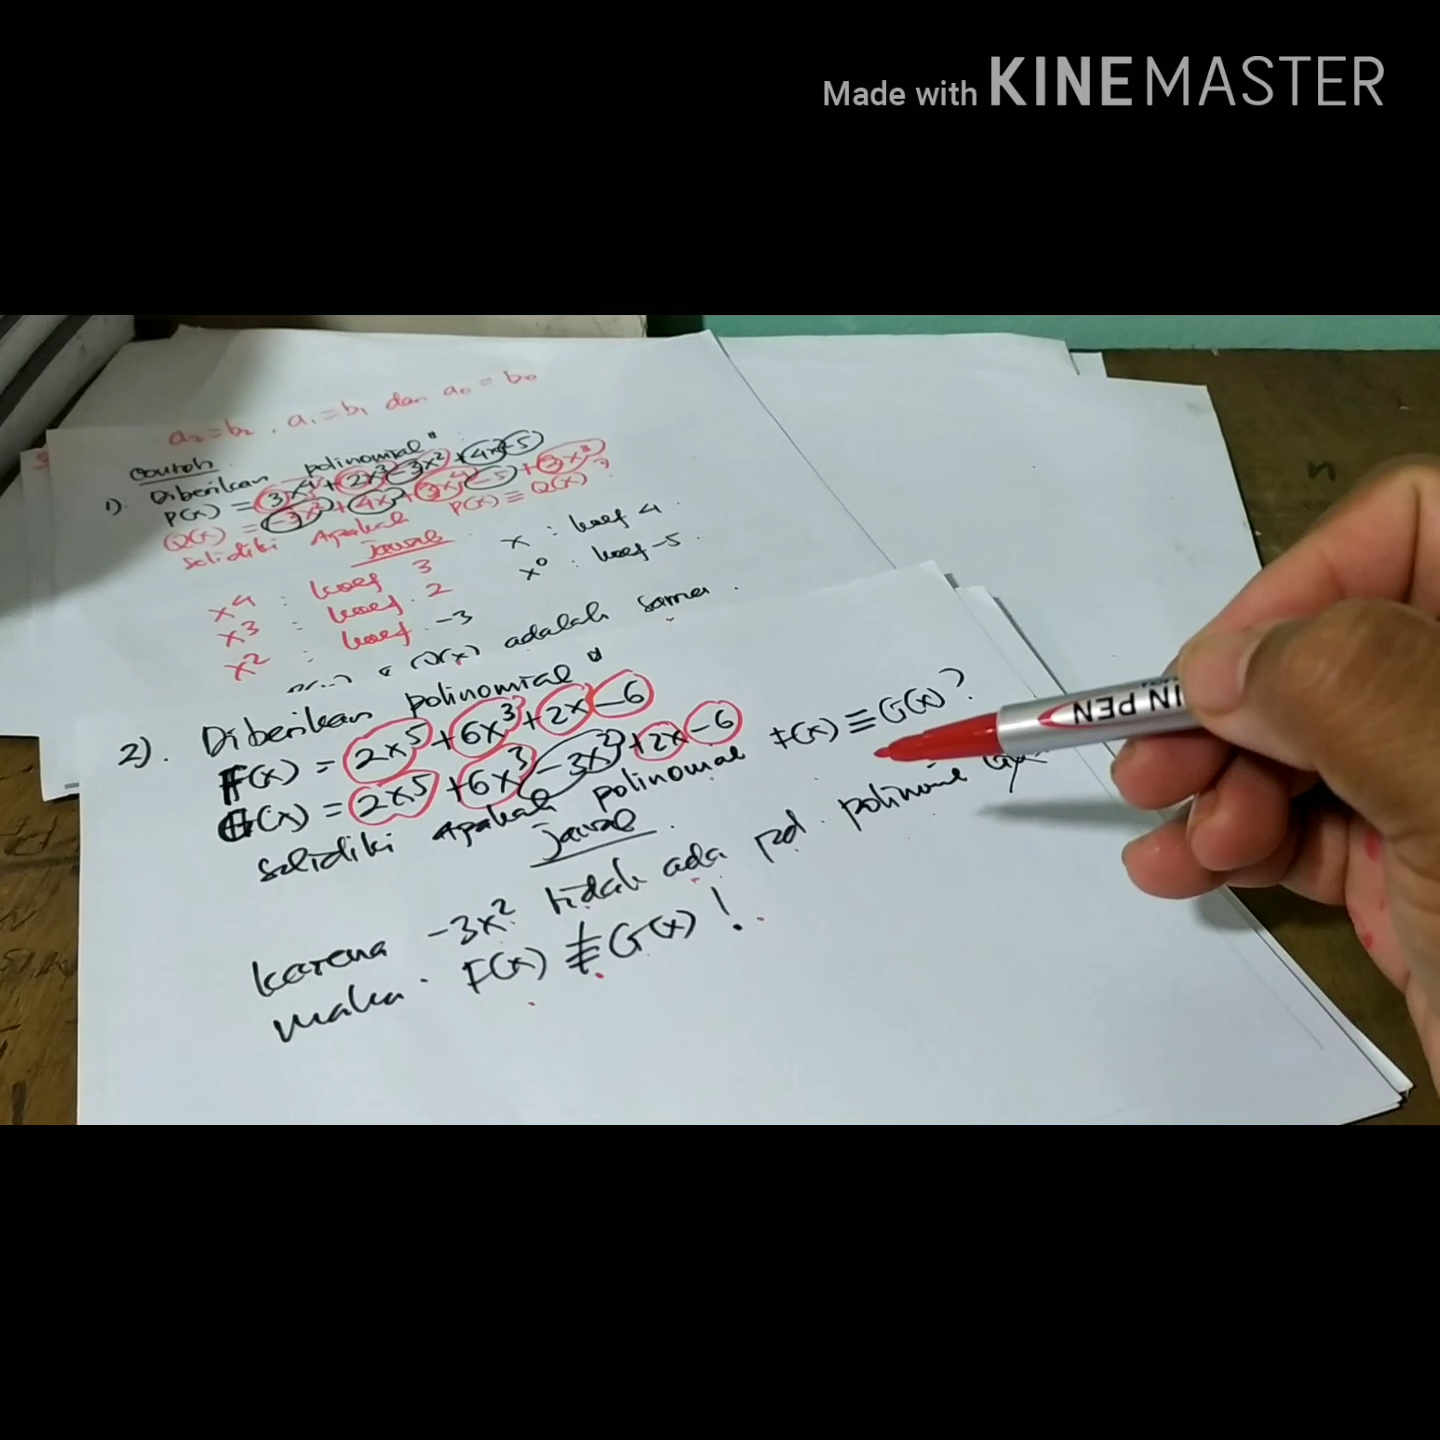 Made with KINEMASTER
a₂=b₂, a₁=b₁ dan a₀=b₀
Contoh
1). Diberikan polinomial"
P(x) = 3x⁴+2x³-3x²+4x-5
Q(x) = -3x²+4x+3x⁴-5+2x³
Selidiki Apakah P(x) ≡ Q(x)?
jawab
x⁴ : koef 3
x³ : koef. 2
x² : koef. -3
x : koef 4.
x⁰ : koef -5.
Q(x) adalah sama.
2). Diberikan polinomial"
F(x) = 2x⁵+6x³+2x-6
G(x) = 2x⁵+6x³-3x²+2x-6
Selidiki Apakah polinomial F(x)≡G(x)?
jawab.
karena -3x² tidak ada pd. polinomial
maka. F(x) ≢ G(x)!
IN PEN